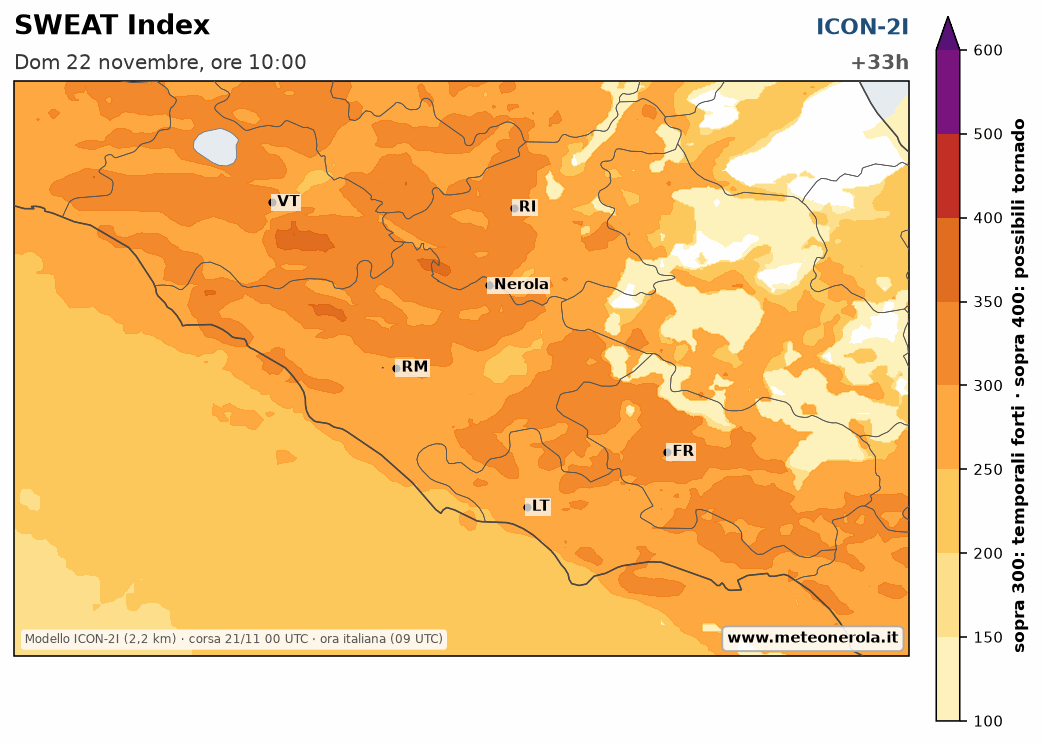 SWEAT Index
ICON-2I
Dom 22 novembre, ore 10:00
+33h
VT
RI
Nerola
RM
FR
LT
Modello ICON-2I (2,2 km) · corsa 21/11 00 UTC · ora italiana (09 UTC)
www.meteonerola.it
600
500
400
350
300
250
200
150
100
sopra 300: temporali forti · sopra 400: possibili tornado